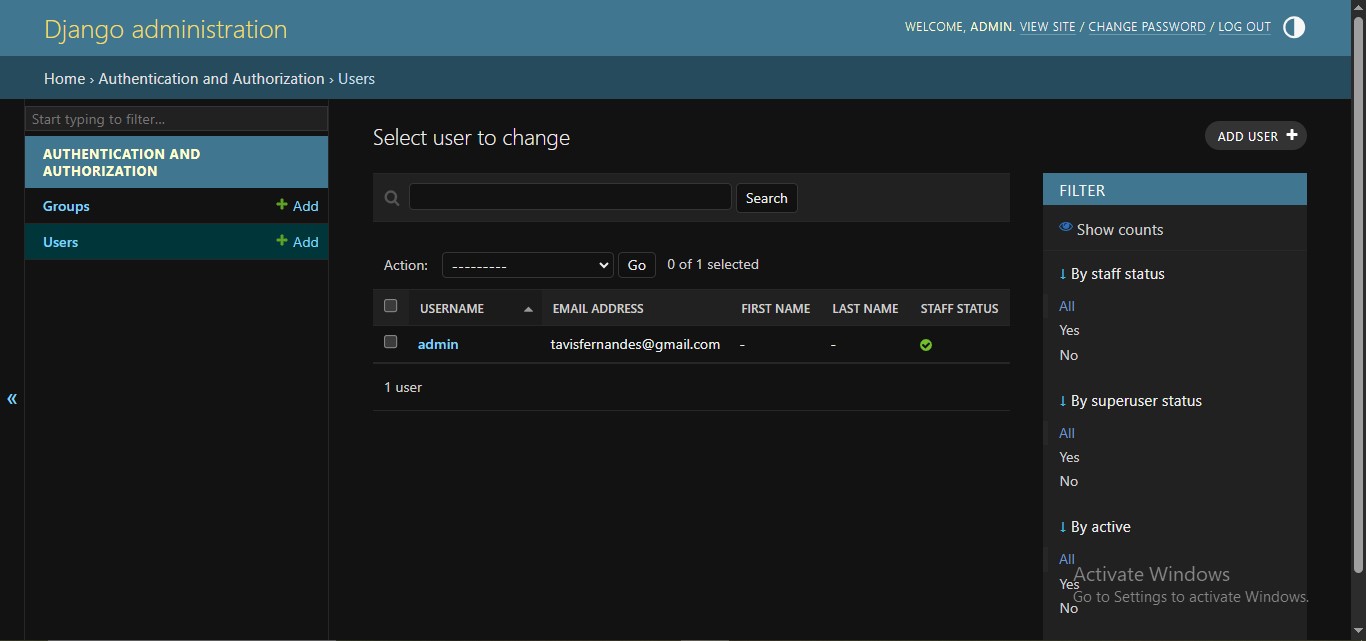 Django administration
WELCOME, ADMIN. VIEW SITE / CHANGE PASSWORD / LOG OUT
Home › Authentication and Authorization › Users
Start typing to filter...
AUTHENTICATION AND
AUTHORIZATION
Groups
+ Add
Users
+ Add
«
Select user to change
ADD USER +
Search
Action:
---------
Go
0 of 1 selected
USERNAME
EMAIL ADDRESS
FIRST NAME
LAST NAME
STAFF STATUS
admin
tavisfernandes@gmail.com
-
-
1 user
FILTER
Show counts
↓ By staff status
All
Yes
No
↓ By superuser status
All
Yes
No
↓ By active
All
Yes
No
Activate Windows
Go to Settings to activate Windows.